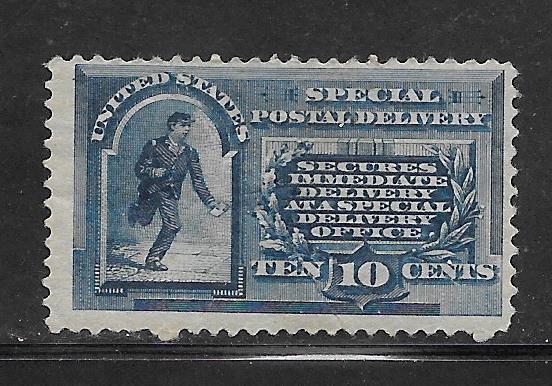 UNITED STATES
SPECIAL
POSTAL DELIVERY
SECURES
IMMEDIATE
DELIVERY
AT A SPECIAL
DELIVERY
OFFICE.
TEN 10 CENTS